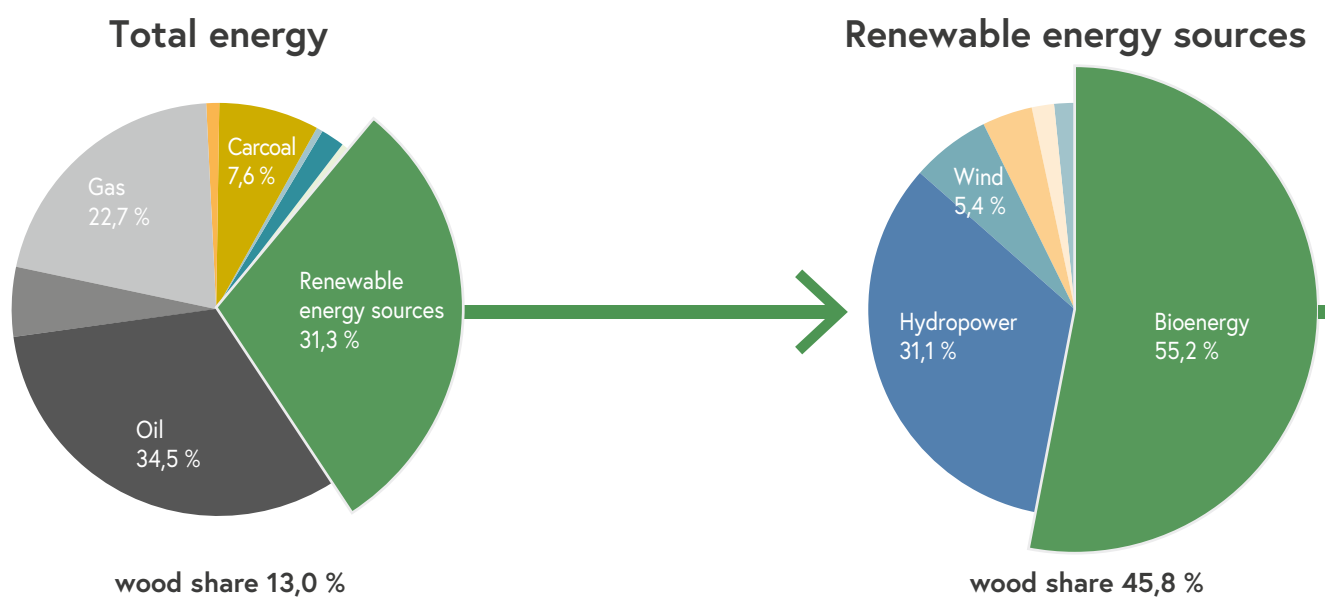 Total energy
Carcoal
7,6 %
Gas
22,7 %
Renewable
energy sources
31,3 %
Oil
34,5 %
wood share 13,0 %
Renewable energy sources
Wind
5,4 %
Hydropower
31,1 %
Bioenergy
55,2 %
wood share 45,8 %